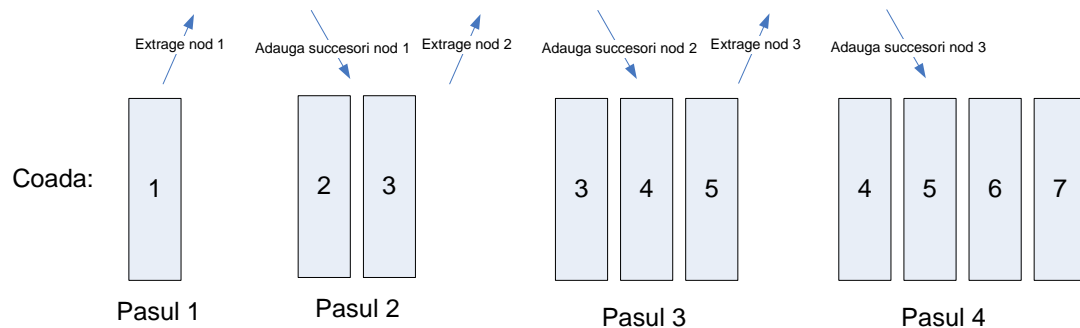 Extrage nod 1
Adauga succesori nod 1
Extrage nod 2
Adauga succesori nod 2
Extrage nod 3
Adauga succesori nod 3
Coada:
1
2 3
3 4 5
4 5 6 7
Pasul 1
Pasul 2
Pasul 3
Pasul 4